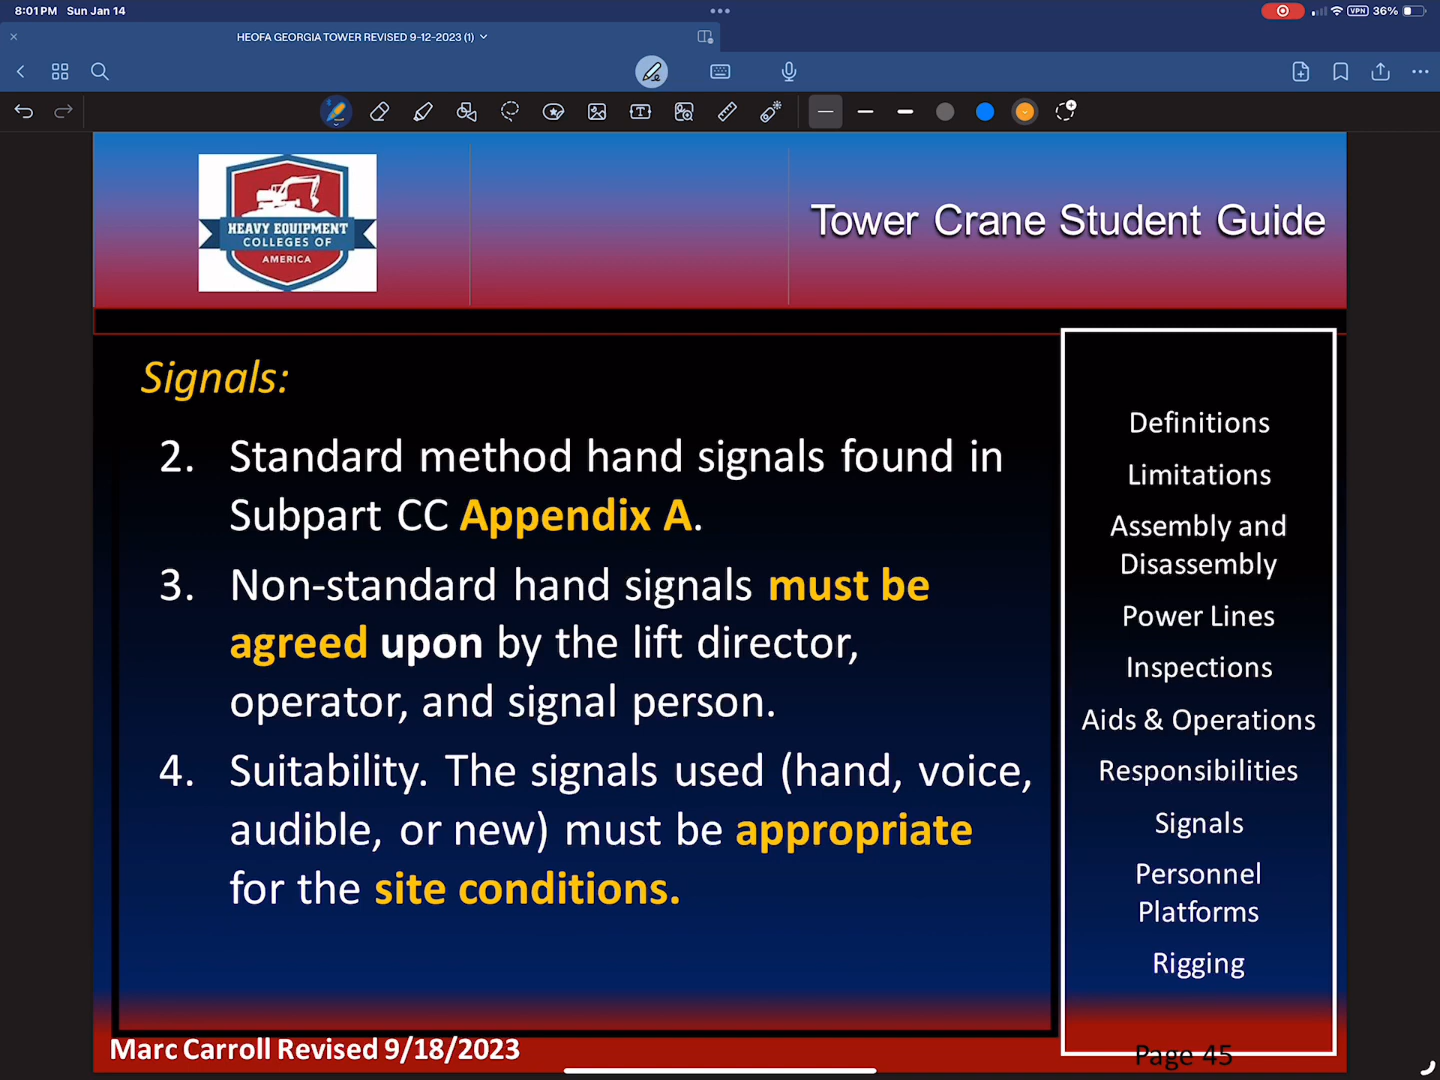 8:01 PM Sun Jan 14
VPN 36%
HEOFA GEORGIA TOWER REVISED 9-12-2023 (1)
HEAVY EQUIPMENT
COLLEGES OF
AMERICA
Tower Crane Student Guide
Signals:
2. Standard method hand signals found in
Subpart CC Appendix A.
3. Non-standard hand signals must be
agreed upon by the lift director,
operator, and signal person.
4. Suitability. The signals used (hand, voice,
audible, or new) must be appropriate
for the site conditions.
Definitions
Limitations
Assembly and
Disassembly
Power Lines
Inspections
Aids & Operations
Responsibilities
Signals
Personnel
Platforms
Rigging
Marc Carroll Revised 9/18/2023
Page 45